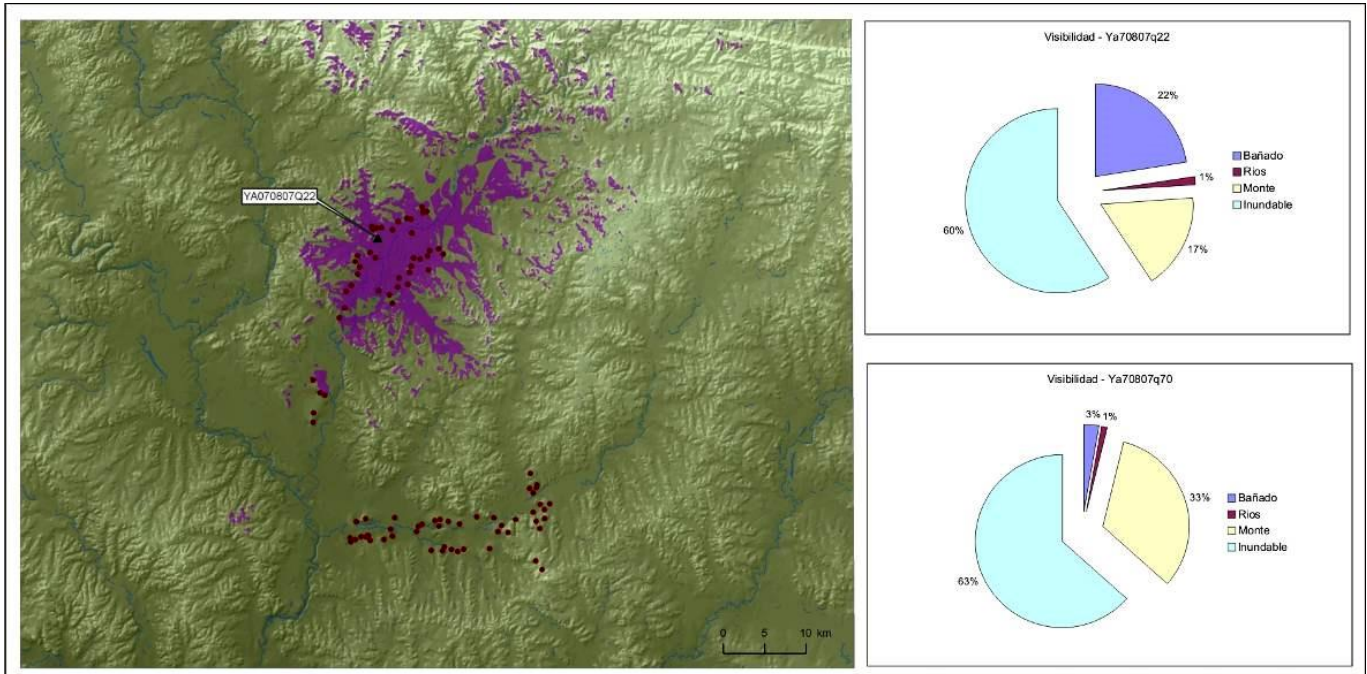 YA070807Q22
0 5 10 km
Visibilidad - Ya70807q22
22%
1%
17%
60%
Bañado
Rios
Monte
Inundable
Visibilidad - Ya70807q70
3% 1%
33%
63%
Bañado
Rios
Monte
Inundable